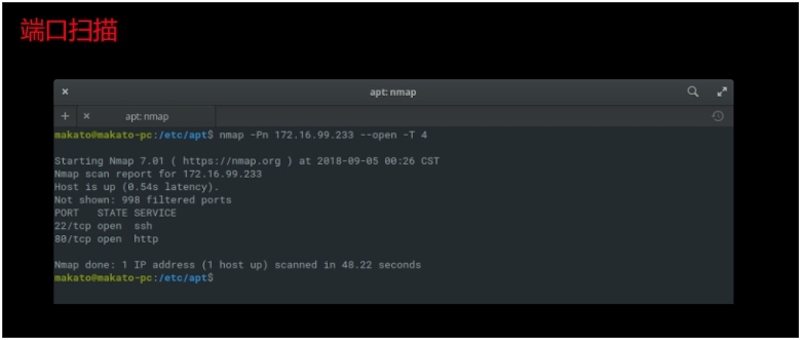 端口扫描
apt: nmap
apt: nmap
makato@makato-pc:/etc/apt$ nmap -Pn 172.16.99.233 --open -T 4
Starting Nmap 7.01 ( https://nmap.org ) at 2018-09-05 00:26 CST
Nmap scan report for 172.16.99.233
Host is up (0.54s latency).
Not shown: 998 filtered ports
PORT   STATE SERVICE
22/tcp open  ssh
80/tcp open  http
Nmap done: 1 IP address (1 host up) scanned in 48.22 seconds
makato@makato-pc:/etc/apt$